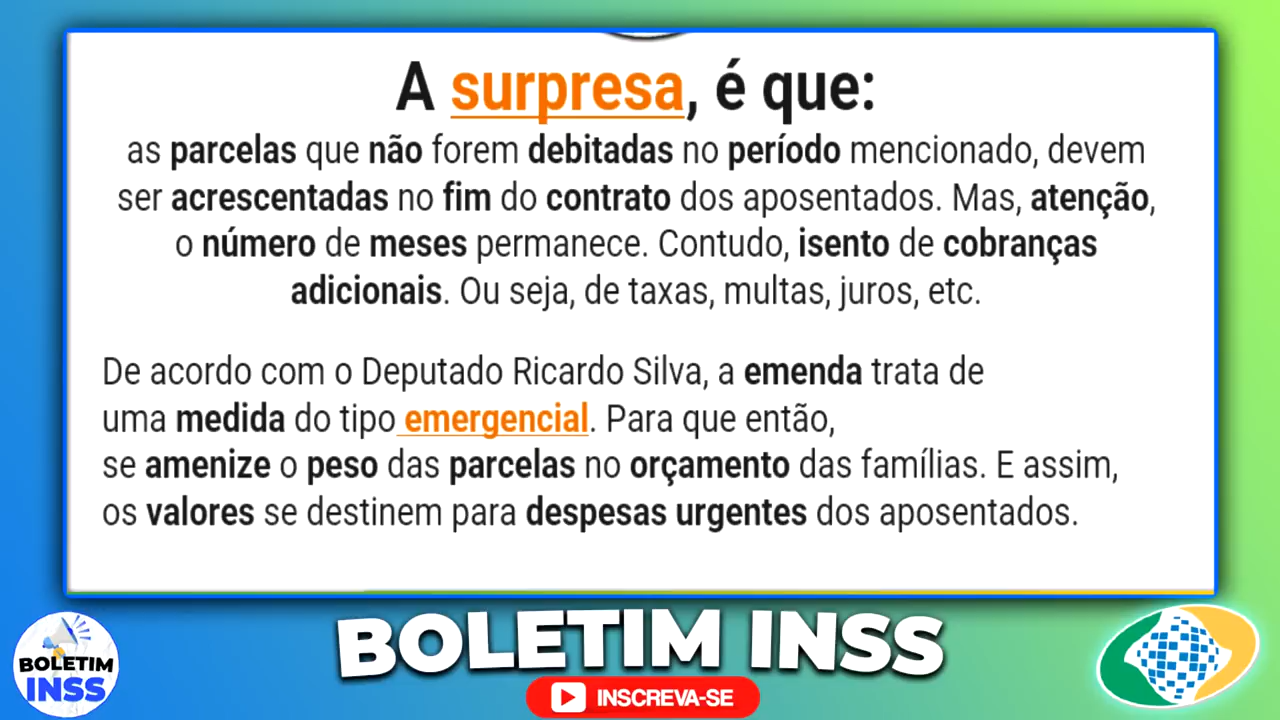 A surpresa, é que:
as parcelas que não forem debitadas no período mencionado, devem
ser acrescentadas no fim do contrato dos aposentados. Mas, atenção,
o número de meses permanece. Contudo, isento de cobranças
adicionais. Ou seja, de taxas, multas, juros, etc.
De acordo com o Deputado Ricardo Silva, a emenda trata de
uma medida do tipo emergencial. Para que então,
se amenize o peso das parcelas no orçamento das famílias. E assim,
os valores se destinem para despesas urgentes dos aposentados.
BOLETIM
INSS
BOLETIM INSS
INSCREVA-SE